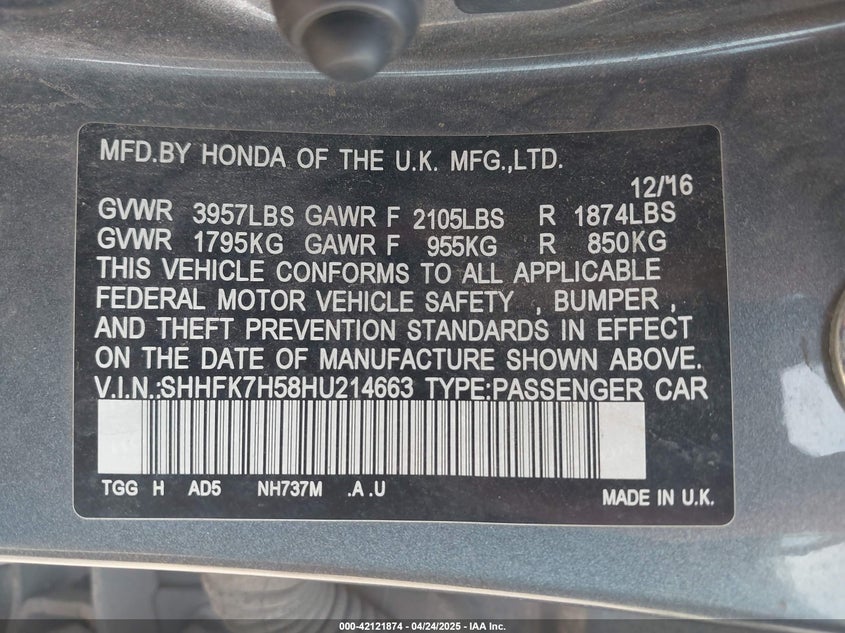 MFD.BY HONDA OF THE U.K. MFG.,LTD.
12/'16
GVWR 3957LBS GAWR F 2105LBS R 1874LBS
GVWR 1795KG GAWR F 955KG R 850KG
THIS VEHICLE CONFORMS TO ALL APPLICABLE
FEDERAL MOTOR VEHICLE SAFETY , BUMPER ,
AND THEFT PREVENTION STANDARDS IN EFFECT
ON THE DATE OF MANUFACTURE SHOWN ABOVE.
V.I.N.:SHHFK7H58HU214663 TYPE:PASSENGER CAR
TGG H AD5 NH737M .A .U
MADE IN U.K.
000-42121874 - 04/24/2025 - IAA Inc.